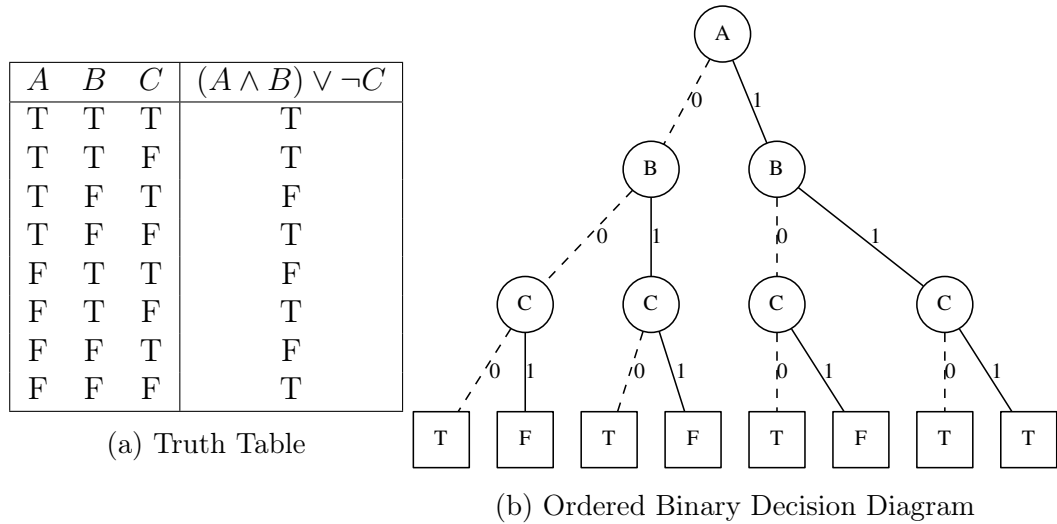 A B C (A ∧ B) ∨ ¬C
T T T T
T T F T
T F T F
T F F T
F T T F
F T F T
F F T F
F F F T
(a) Truth Table
A
0 1
B B
0 1 0 1
C C C C
0 1 0 1 0 1 0 1
T F T F T F T T
(b) Ordered Binary Decision Diagram